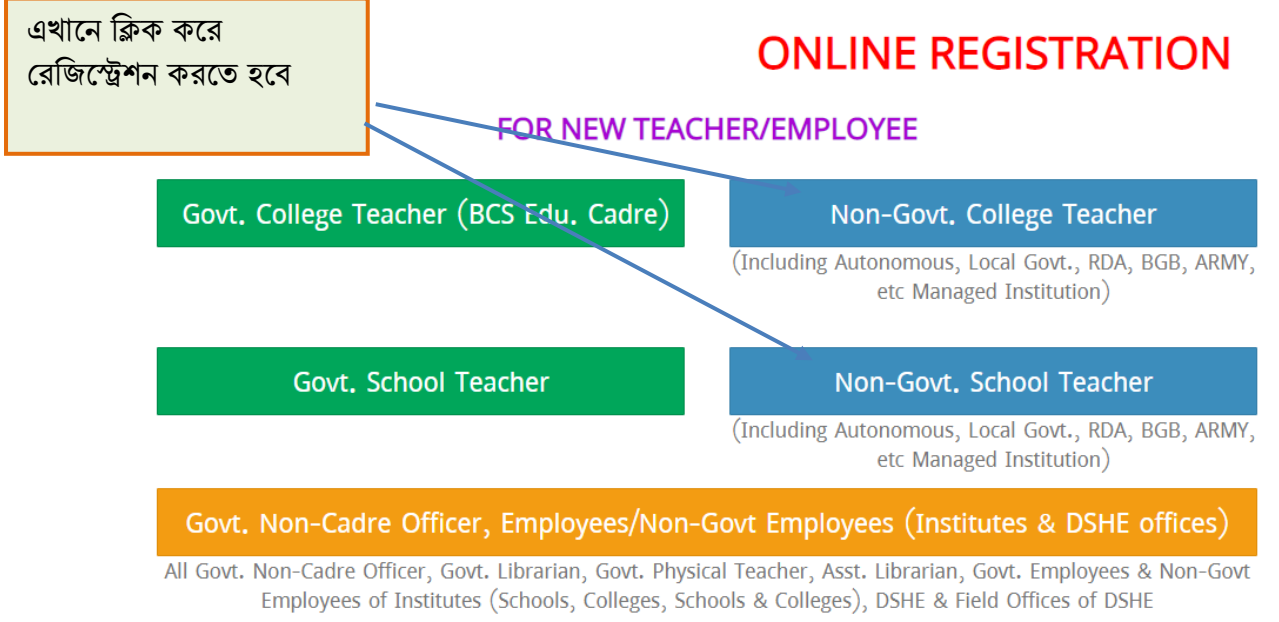 এখানে ক্লিক করে
রেজিস্ট্রেশন করতে হবে
ONLINE REGISTRATION
FOR NEW TEACHER/EMPLOYEE
Govt. College Teacher (BCS Edu. Cadre)
Non-Govt. College Teacher
(Including Autonomous, Local Govt., RDA, BGB, ARMY,
etc Managed Institution)
Govt. School Teacher
Non-Govt. School Teacher
(Including Autonomous, Local Govt., RDA, BGB, ARMY,
etc Managed Institution)
Govt. Non-Cadre Officer, Employees/Non-Govt Employees (Institutes & DSHE offices)
All Govt. Non-Cadre Officer, Govt. Librarian, Govt. Physical Teacher, Asst. Librarian, Govt. Employees & Non-Govt
Employees of Institutes (Schools, Colleges, Schools & Colleges), DSHE & Field Offices of DSHE